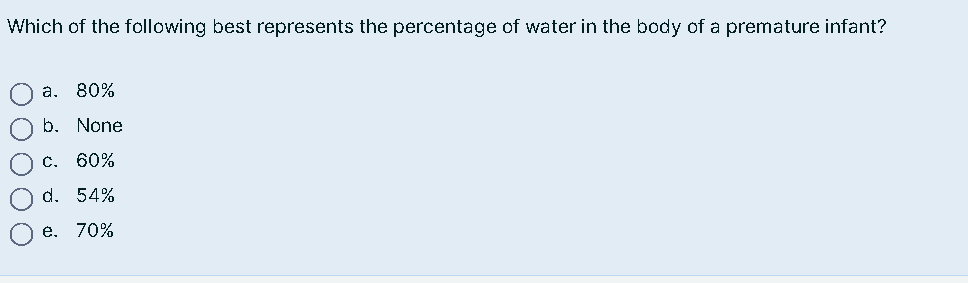 Which of the following best represents the percentage of water in the body of a premature infant?
a. 80%
b. None
c. 60%
d. 54%
e. 70%